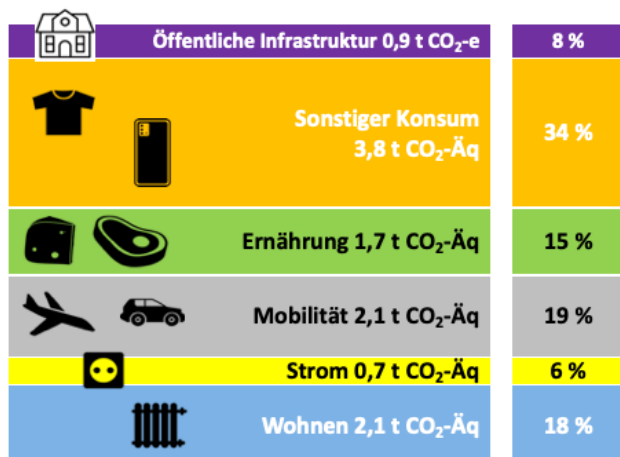 Öffentliche Infrastruktur 0,9 t CO₂-e 8 %
Sonstiger Konsum
3,8 t CO₂-Äq 34 %
Ernährung 1,7 t CO₂-Äq 15 %
Mobilität 2,1 t CO₂-Äq 19 %
Strom 0,7 t CO₂-Äq 6 %
Wohnen 2,1 t CO₂-Äq 18 %